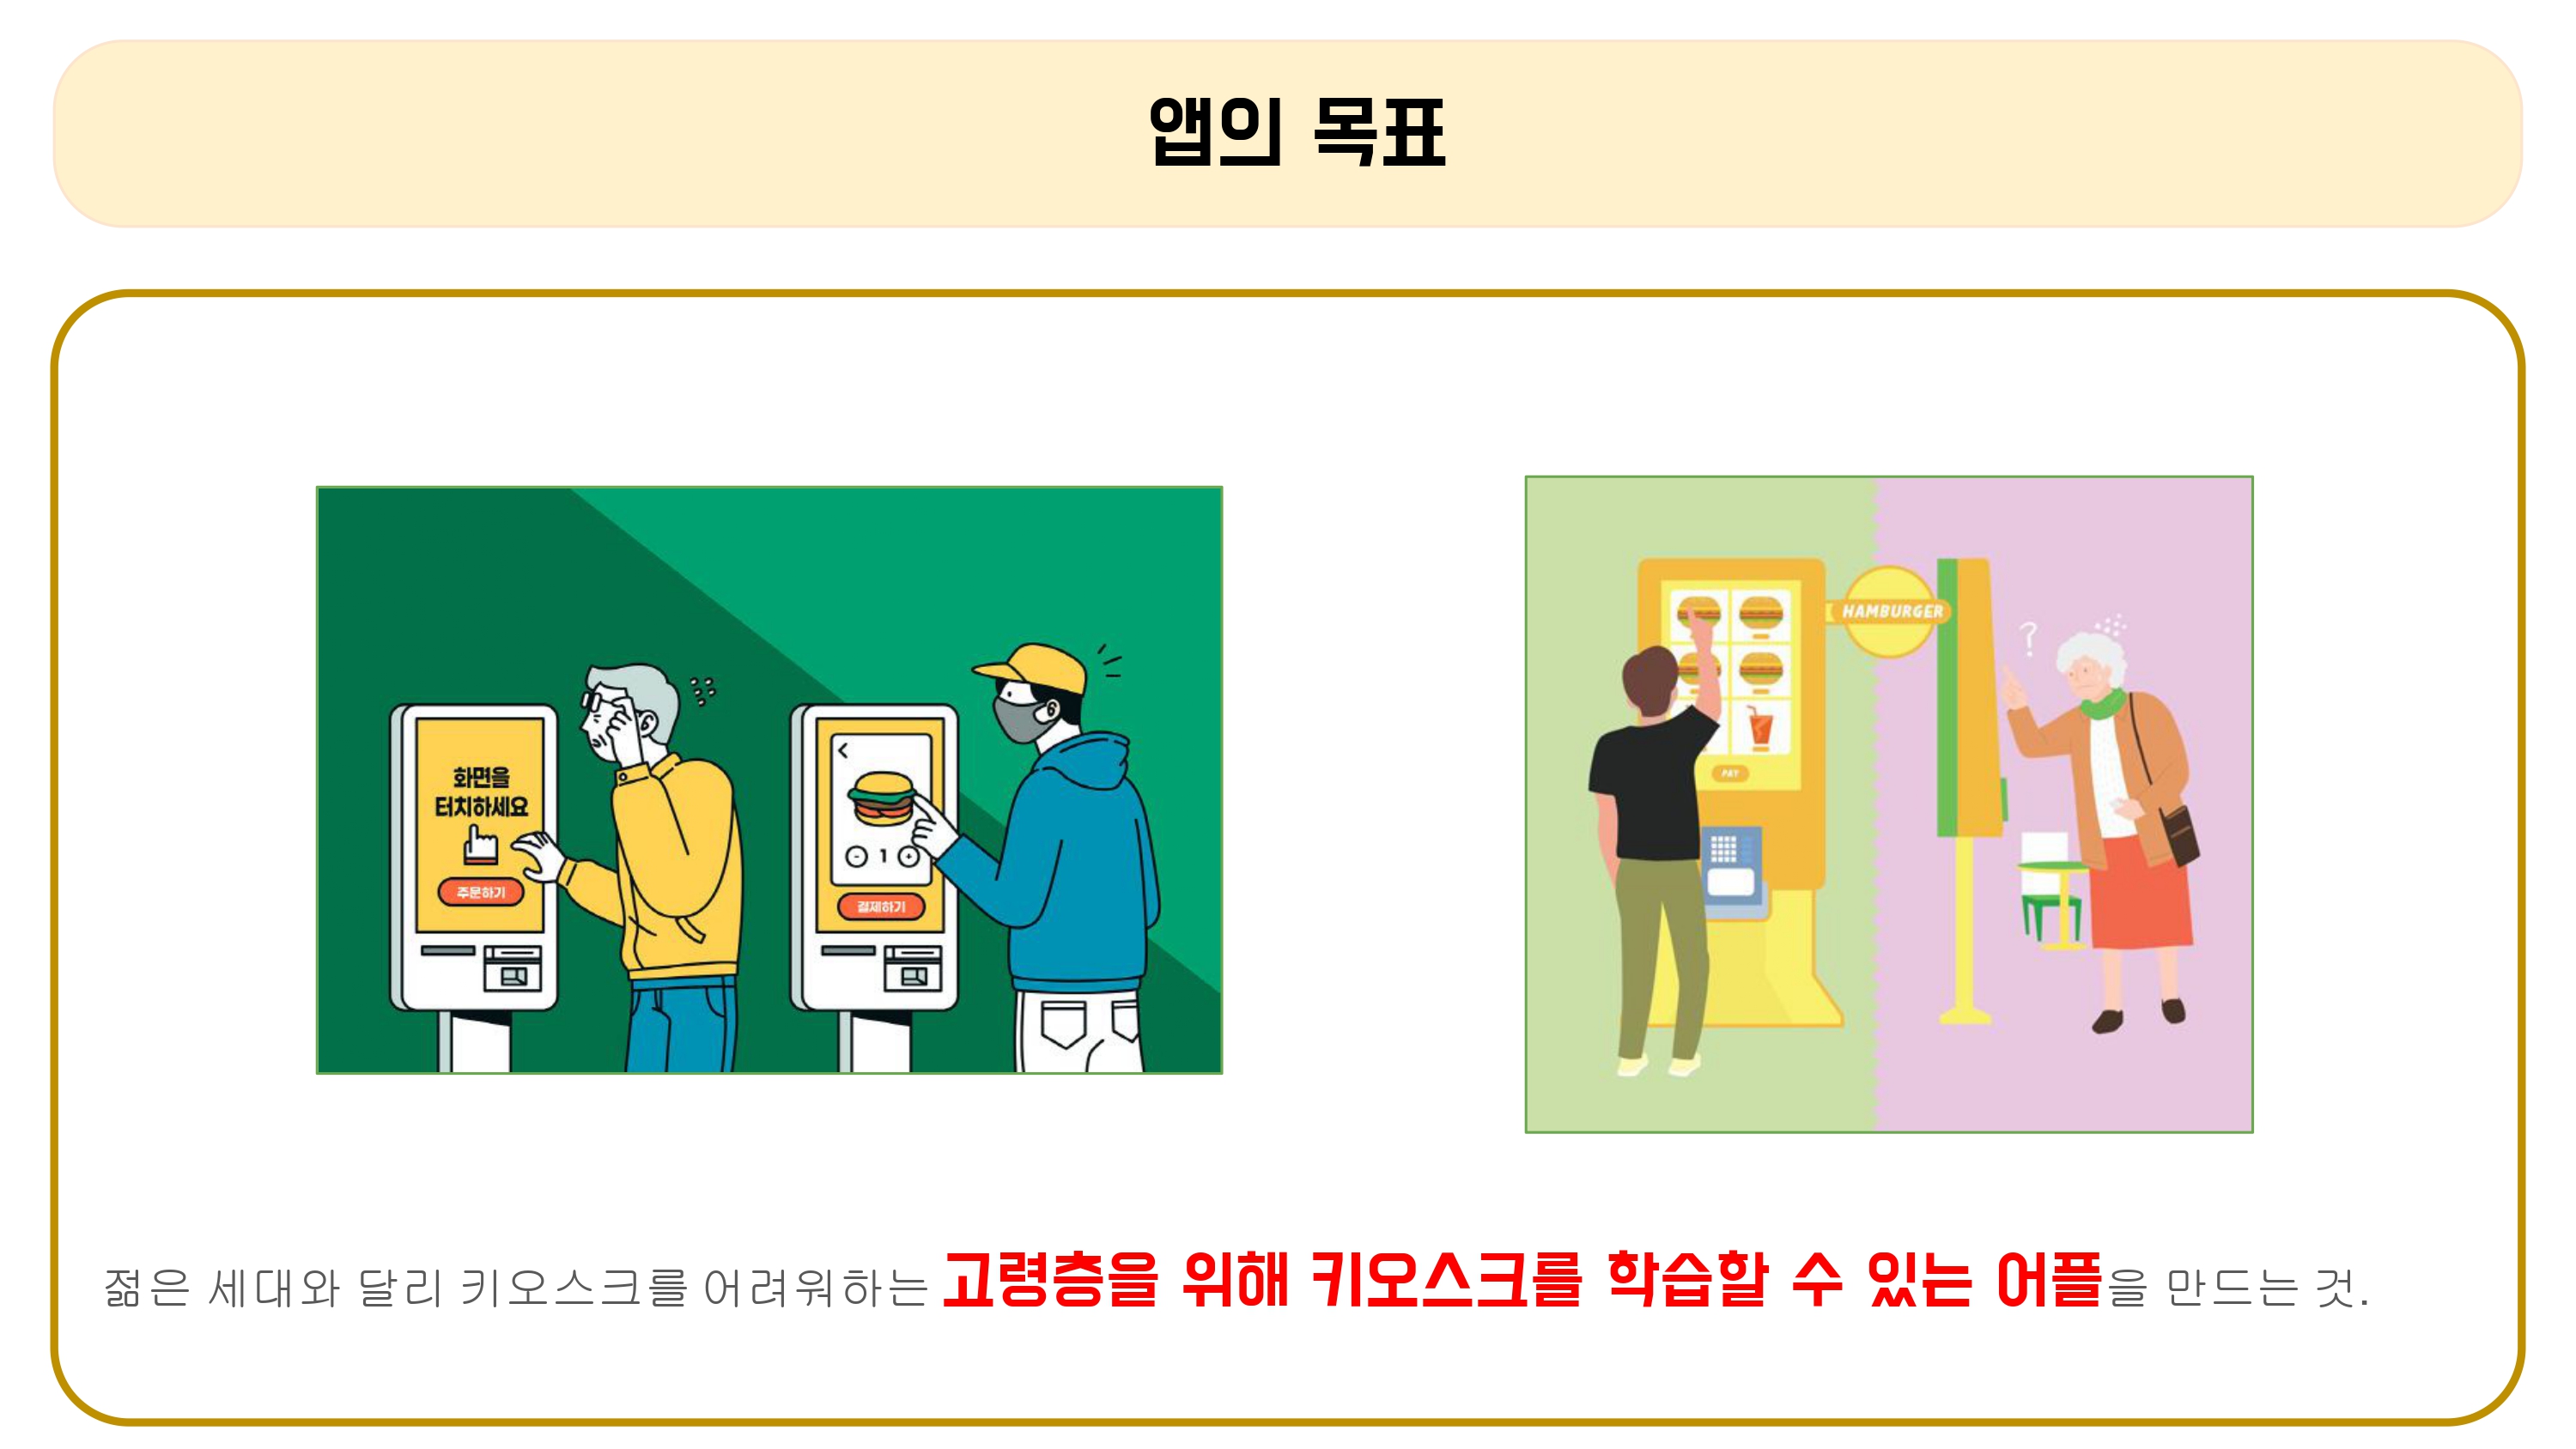 앱의 목표
화면을
터치하세요
주문하기
1
결제하기
HAMBURGER
?
PAY
젊은 세대와 달리 키오스크를 어려워하는 고령층을 위해 키오스크를 학습할 수 있는 어플을 만드는 것.